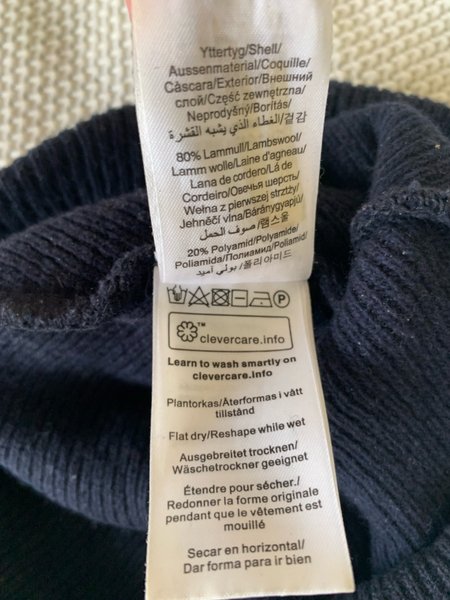 Yttertyg/Shell/
Aussenmaterial/Coquille/
Càscara/Exterior/Внешний
слой/Część zewnętrzna/
Neprodyšný/Borítás/
الغطاء الذي يشبه القشرة/겉감
80% Lammull/Lambswool/
Lamm wolle/Laine d'agneau/
Lana de cordero/Lã de
Cordeiro/Овечья шерсть/
Wełna z pierwszej strztży/
Jehněčí vlna/Báránygyapjú/
صوف الحمل/램스울
20% Polyamid/Polyamide/
Poliamida/Полиамид/Poliamid/
بولي أميد/폴리아미드
P
TM
clevercare.info
Learn to wash smartly on
clevercare.info
Plantorkas/Återformas i vått
tillstånd
Flat dry/Reshape while wet
Ausgebreitet trocknen/
Wäschetrockner geeignet
Étendre pour sécher./
Redonner la forme originale
pendant que le vêtement est
mouillé
Secar en horizontal/
Dar forma para ir bien